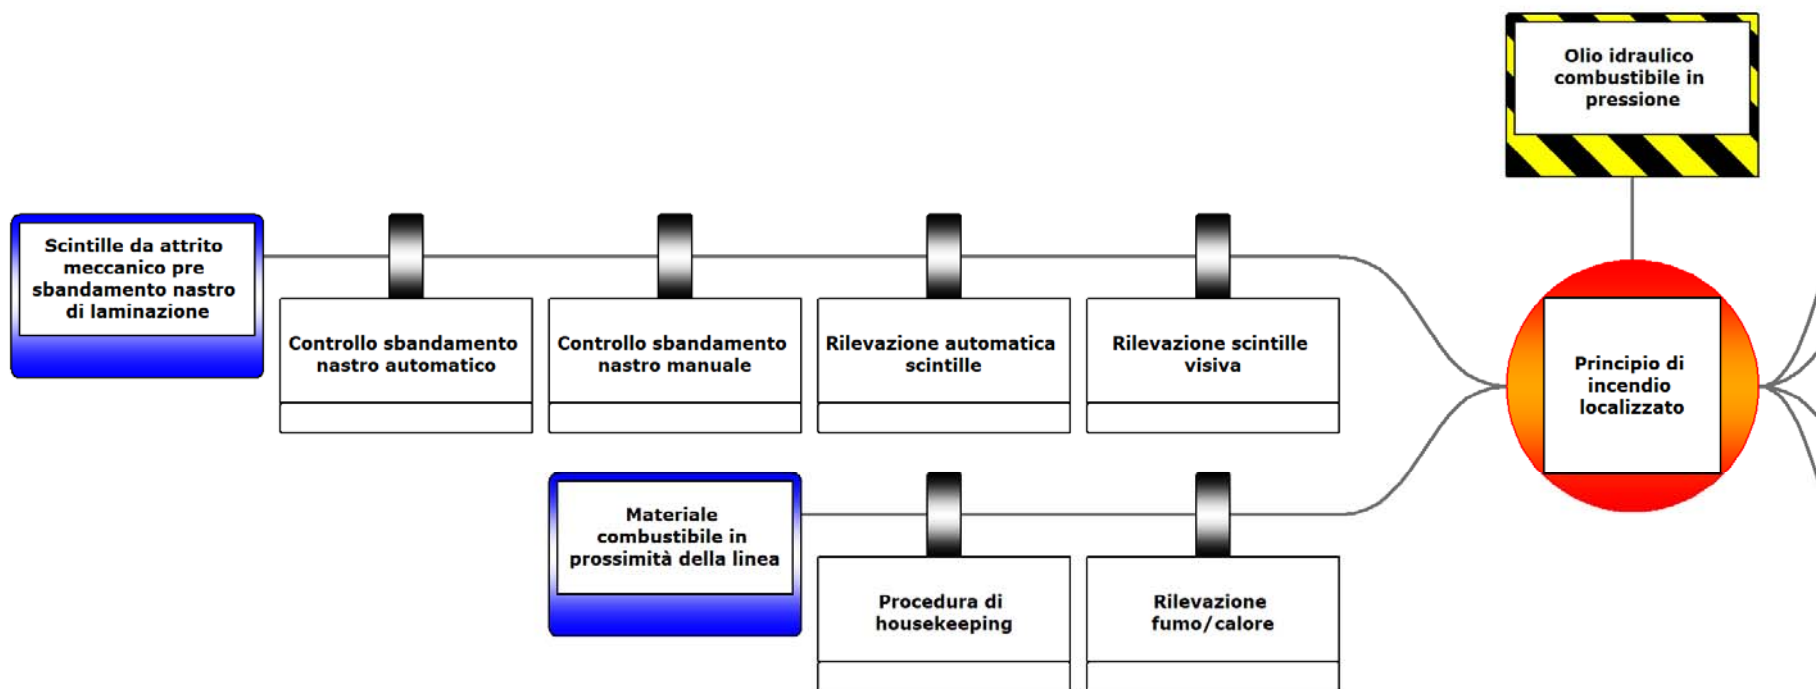 Olio idraulico
combustibile in
pressione
Scintille da attrito
meccanico pre
sbandamento nastro
di laminazione
Controllo sbandamento
nastro automatico
Controllo sbandamento
nastro manuale
Rilevazione automatica
scintille
Rilevazione scintille
visiva
Principio di
incendio
localizzato
Materiale
combustibile in
prossimità della linea
Procedura di
housekeeping
Rilevazione
fumo/calore